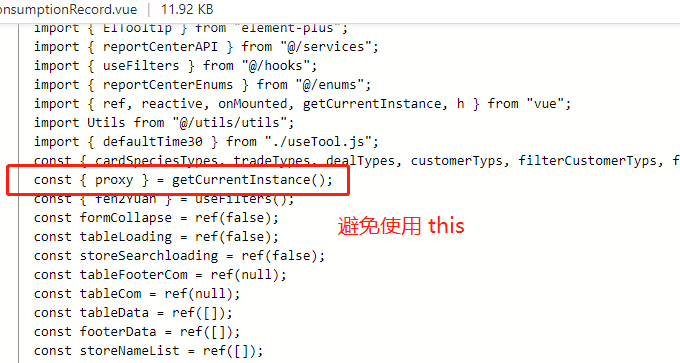 onsumptionRecord.vue | 11.92 KB
import { ElTooltip } from "element-plus";
import { reportCenterAPI } from "@/services";
import { useFilters } from "@/hooks";
import { reportCenterEnums } from "@/enums";
import { ref, reactive, onMounted, getCurrentInstance, h } from "vue";
import Utils from "@/utils/utils";
import { defaultTime30 } from "./useTool.js";
const { cardSpeciesTypes, tradeTypes, dealTypes, customerTyps, filterCustomerTyps, f
const { proxy } = getCurrentInstance();
const { fen2Yuan } = useFilters();
const formCollapse = ref(false);
避免使用 this
const tableLoading = ref(false);
const storeSearchloading = ref(false);
const tableFooterCom = ref(null);
const tableCom = ref(null);
const tableData = ref([]);
const footerData = ref([]);
const storeNameList = ref([]);